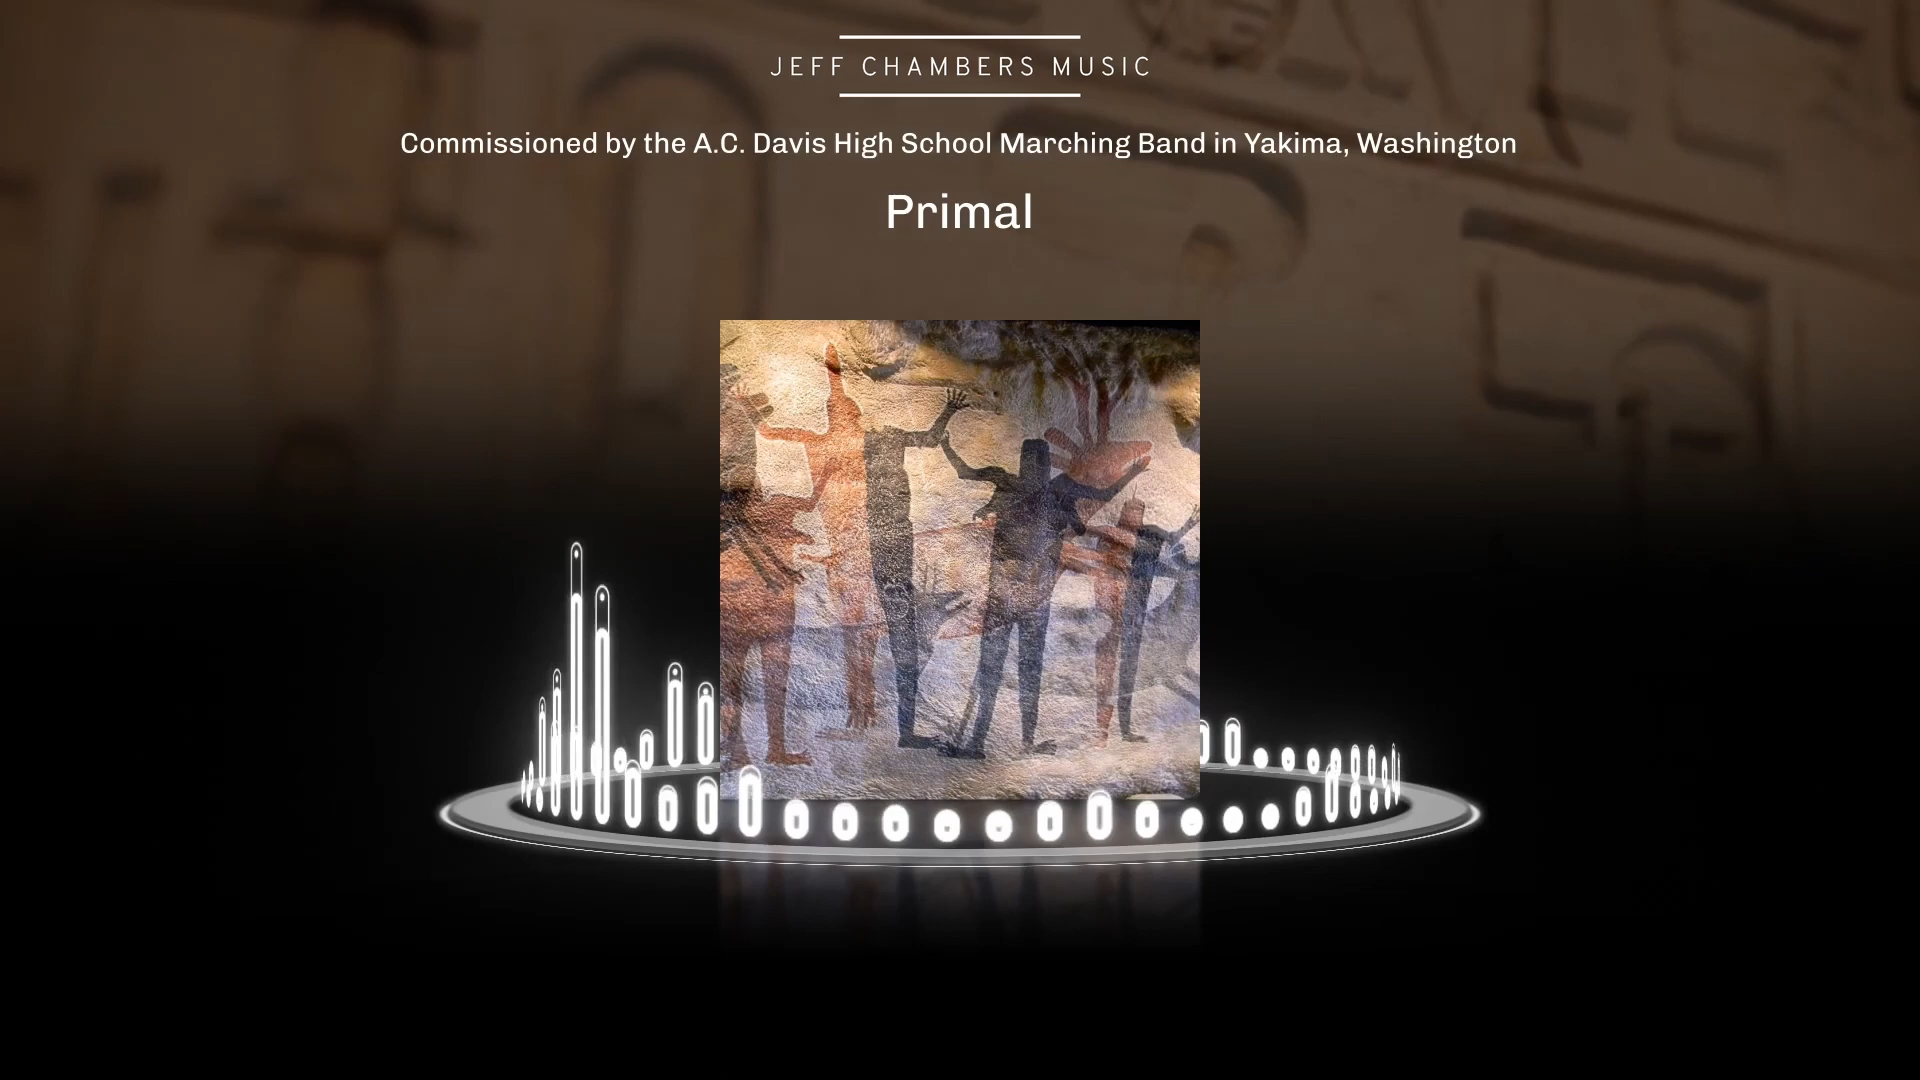 JEFF CHAMBERS MUSIC
Commissioned by the A.C. Davis High School Marching Band in Yakima, Washington
Primal